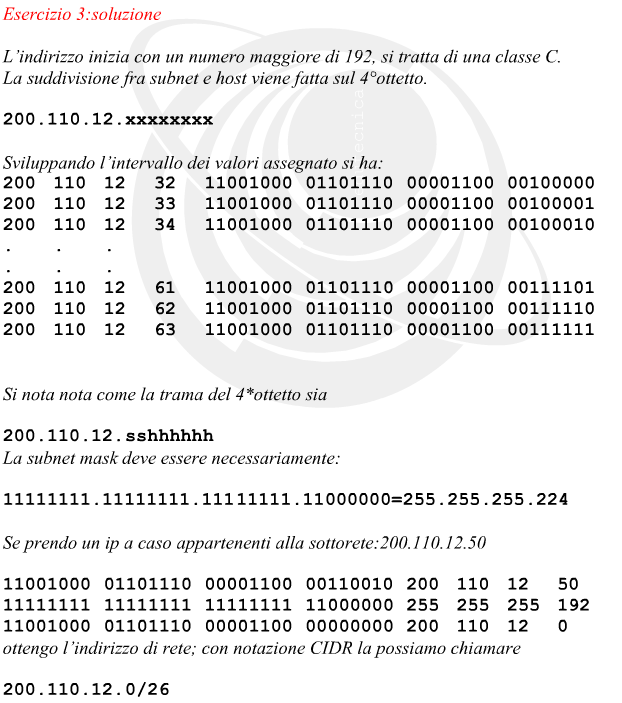 Esercizio 3:soluzione
L'indirizzo inizia con un numero maggiore di 192, si tratta di una classe C.
La suddivisione fra subnet e host viene fatta sul 4°ottetto.
200.110.12.xxxxxxxx
Sviluppando l'intervallo dei valori assegnato si ha:
200 110 12 32 11001000 01101110 00001100 00100000
200 110 12 33 11001000 01101110 00001100 00100001
200 110 12 34 11001000 01101110 00001100 00100010
. . .
. . .
200 110 12 61 11001000 01101110 00001100 00111101
200 110 12 62 11001000 01101110 00001100 00111110
200 110 12 63 11001000 01101110 00001100 00111111
Si nota nota come la trama del 4*ottetto sia
200.110.12.sshhhhhh
La subnet mask deve essere necessariamente:
11111111.11111111.11111111.11000000=255.255.255.224
Se prendo un ip a caso appartenenti alla sottorete:200.110.12.50
11001000 01101110 00001100 00110010 200 110 12 50
11111111 11111111 11111111 11000000 255 255 255 192
11001000 01101110 00001100 00000000 200 110 12 0
ottengo l'indirizzo di rete; con notazione CIDR la possiamo chiamare
200.110.12.0/26